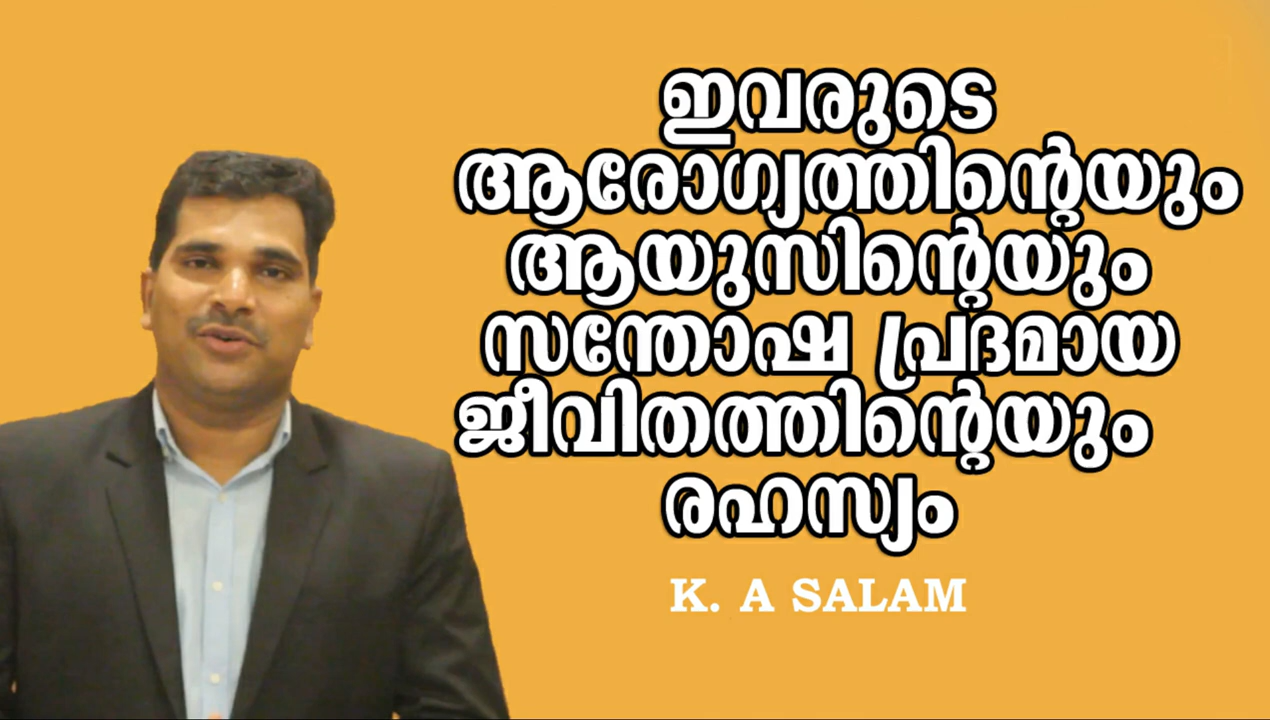 ഇവരുടെ
ആരോഗ്യത്തിന്റെയും
ആയുസിന്റെയും
സന്തോഷ പ്രദമായ
ജീവിതത്തിന്റെയും
രഹസ്യം
K. A SALAM